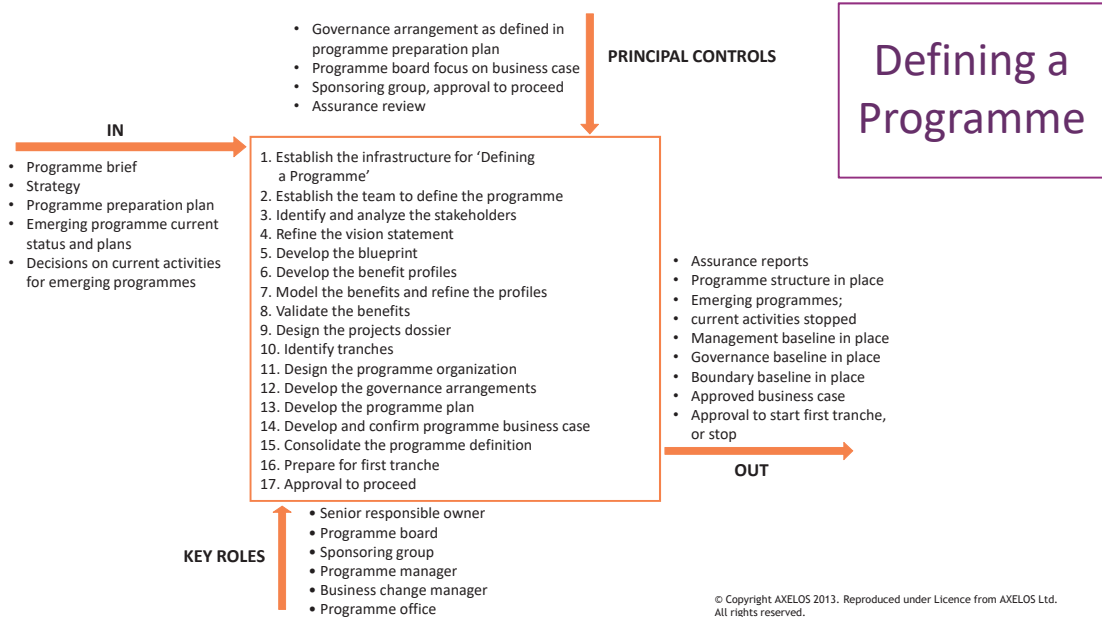 • Governance arrangement as defined in
programme preparation plan
• Programme board focus on business case
• Sponsoring group, approval to proceed
• Assurance review
PRINCIPAL CONTROLS
Defining a
Programme
IN
• Programme brief
• Strategy
• Programme preparation plan
• Emerging programme current
status and plans
• Decisions on current activities
for emerging programmes
1. Establish the infrastructure for ‘Defining
a Programme’
2. Establish the team to define the programme
3. Identify and analyze the stakeholders
4. Refine the vision statement
5. Develop the blueprint
6. Develop the benefit profiles
7. Model the benefits and refine the profiles
8. Validate the benefits
9. Design the projects dossier
10. Identify tranches
11. Design the programme organization
12. Develop the governance arrangements
13. Develop the programme plan
14. Develop and confirm programme business case
15. Consolidate the programme definition
16. Prepare for first tranche
17. Approval to proceed
• Assurance reports
• Programme structure in place
• Emerging programmes;
• current activities stopped
• Management baseline in place
• Governance baseline in place
• Boundary baseline in place
• Approved business case
• Approval to start first tranche,
or stop
OUT
KEY ROLES
• Senior responsible owner
• Programme board
• Sponsoring group
• Programme manager
• Business change manager
• Programme office
© Copyright AXELOS 2013. Reproduced under Licence from AXELOS Ltd.
All rights reserved.